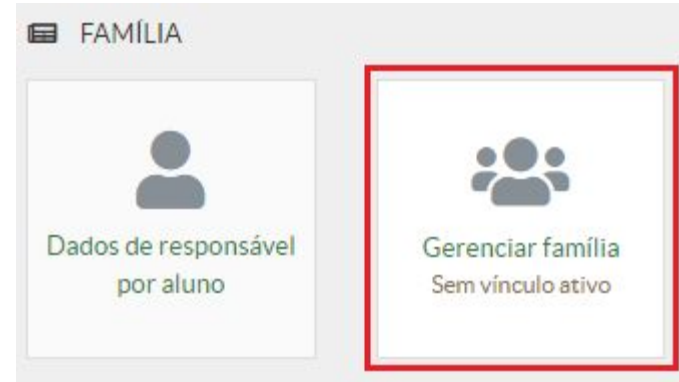 FAMÍLIA
Dados de responsável
por aluno
Gerenciar família
Sem vínculo ativo